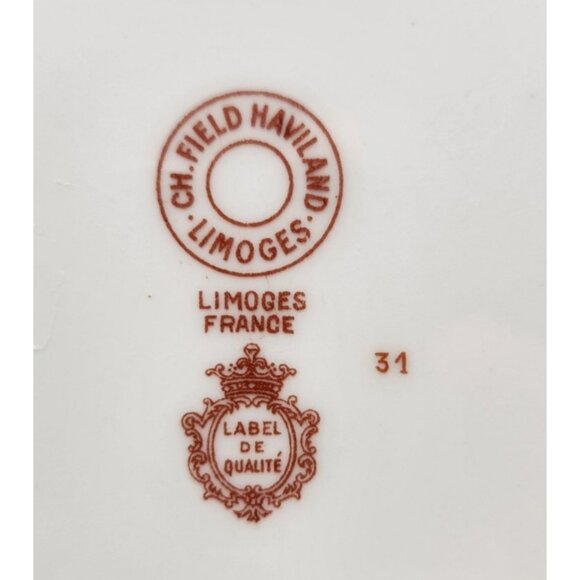 CH. FIELD HAVILAND
· LIMOGES ·
LIMOGES
FRANCE
31
LABEL
DE
QUALITÉ